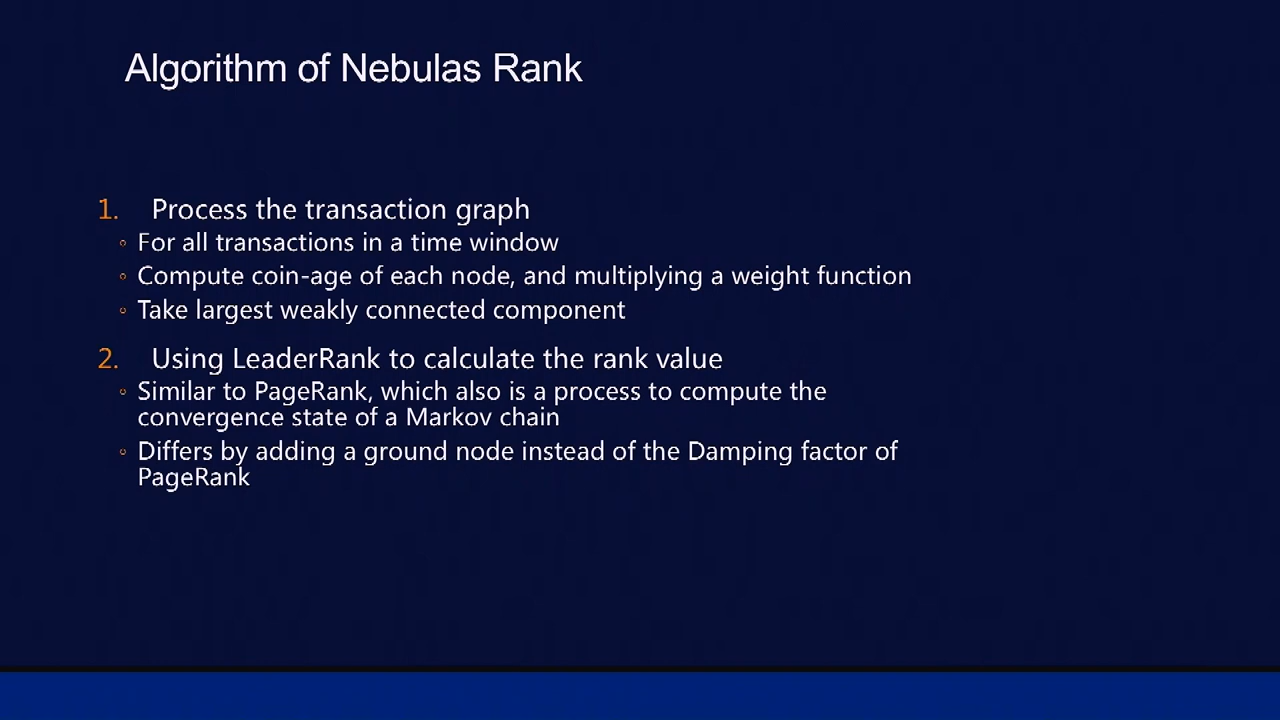 Algorithm of Nebulas Rank
1. Process the transaction graph
◦ For all transactions in a time window
◦ Compute coin-age of each node, and multiplying a weight function
◦ Take largest weakly connected component
2. Using LeaderRank to calculate the rank value
◦ Similar to PageRank, which also is a process to compute the
convergence state of a Markov chain
◦ Differs by adding a ground node instead of the Damping factor of
PageRank